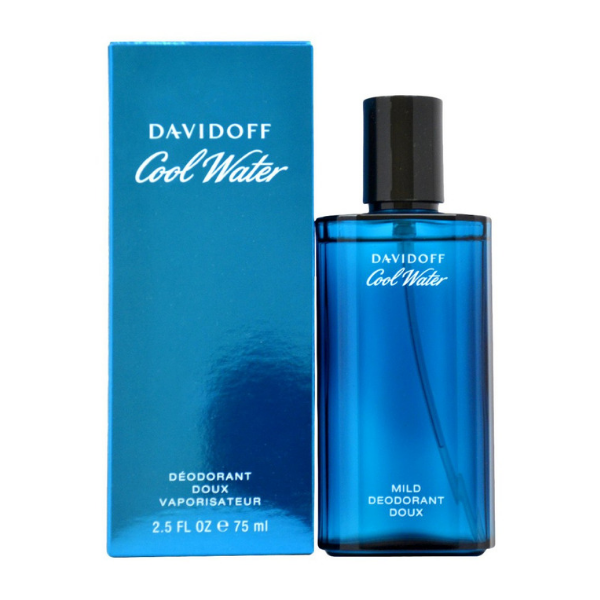 DAVIDOFF
Cool Water
DÉODORANT
DOUX
VAPORISATEUR
2.5 FL OZ ℮ 75 ml
DAVIDOFF
Cool Water
MILD
DEODORANT
DOUX